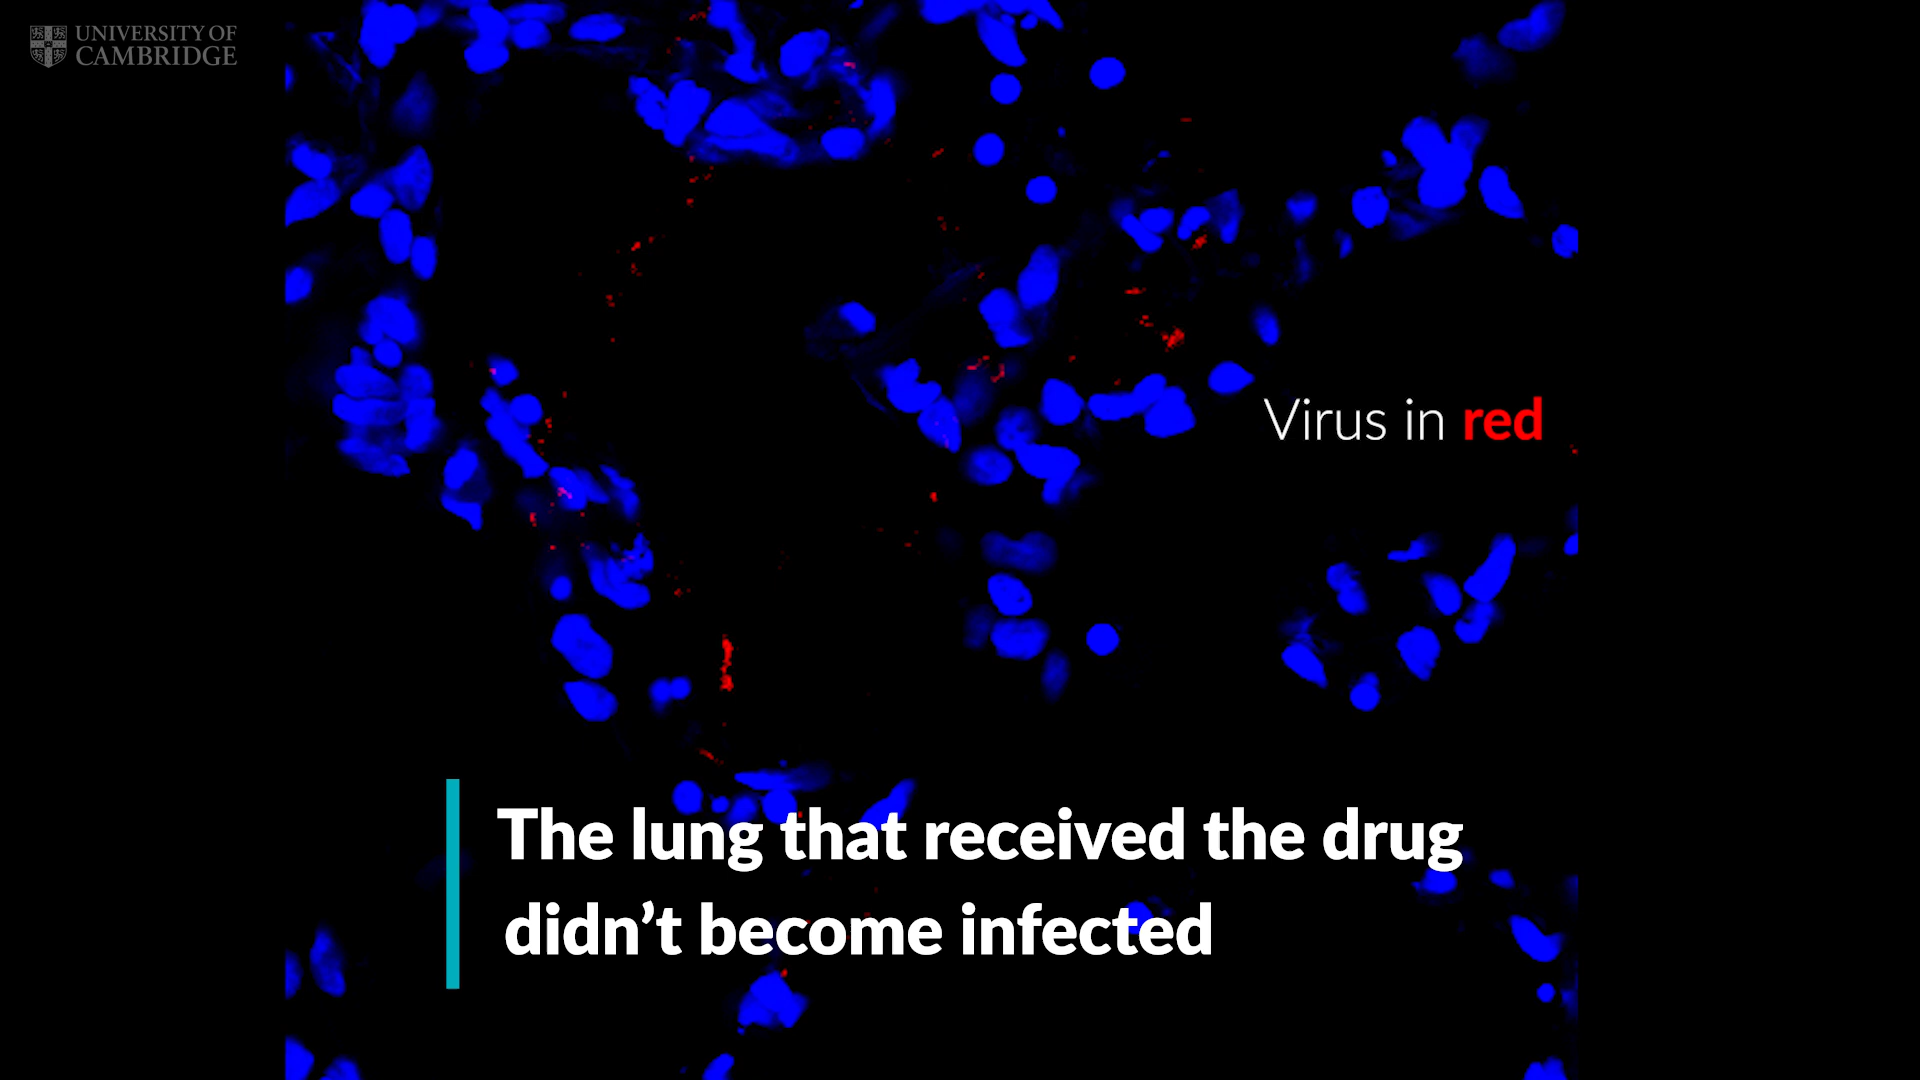 UNIVERSITY OF
CAMBRIDGE
Virus in red
The lung that received the drug
didn’t become infected